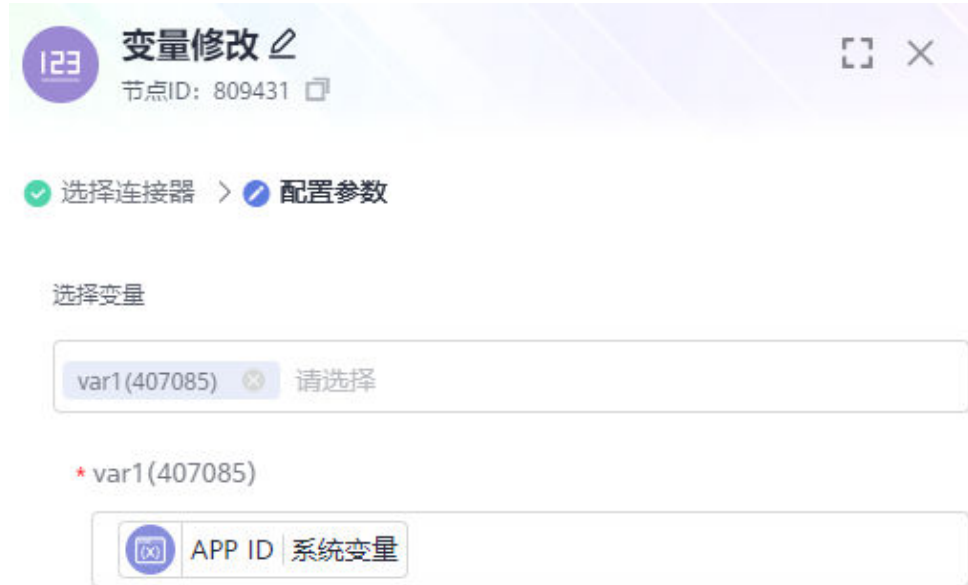 123
变量修改
节点ID：809431
选择连接器 > 配置参数
选择变量
var1(407085) 请选择
* var1(407085)
(x) APP ID 系统变量